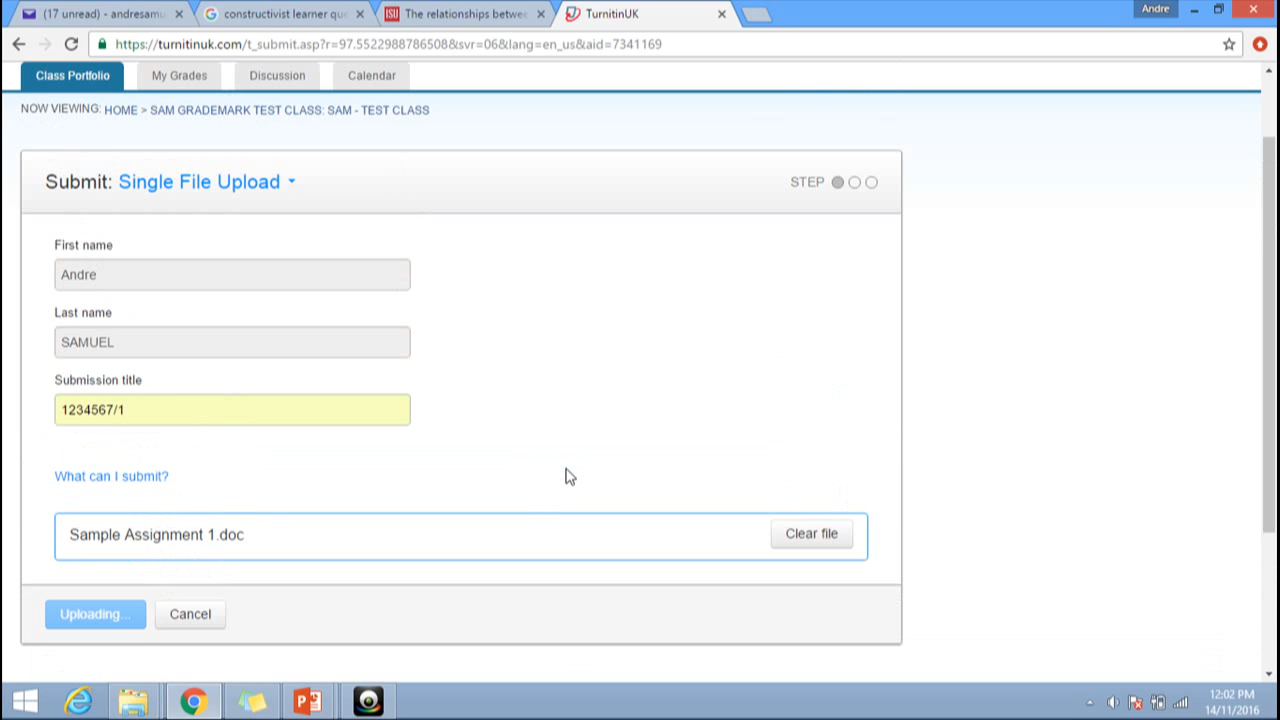 (17 unread) - andresamu
constructivist learner que
ISU The relationships betwee
TurnitinUK
Andre
https://turnitinuk.com/t_submit.asp?r=97.5522988786508&svr=06&lang=en_us&aid=7341169
Class Portfolio
My Grades
Discussion
Calendar
NOW VIEWING: HOME > SAM GRADEMARK TEST CLASS: SAM - TEST CLASS
Submit: Single File Upload
STEP
First name
Andre
Last name
SAMUEL
Submission title
1234567/1
What can I submit?
Sample Assignment 1.doc
Clear file
Uploading...
Cancel
12:02 PM
14/11/2016